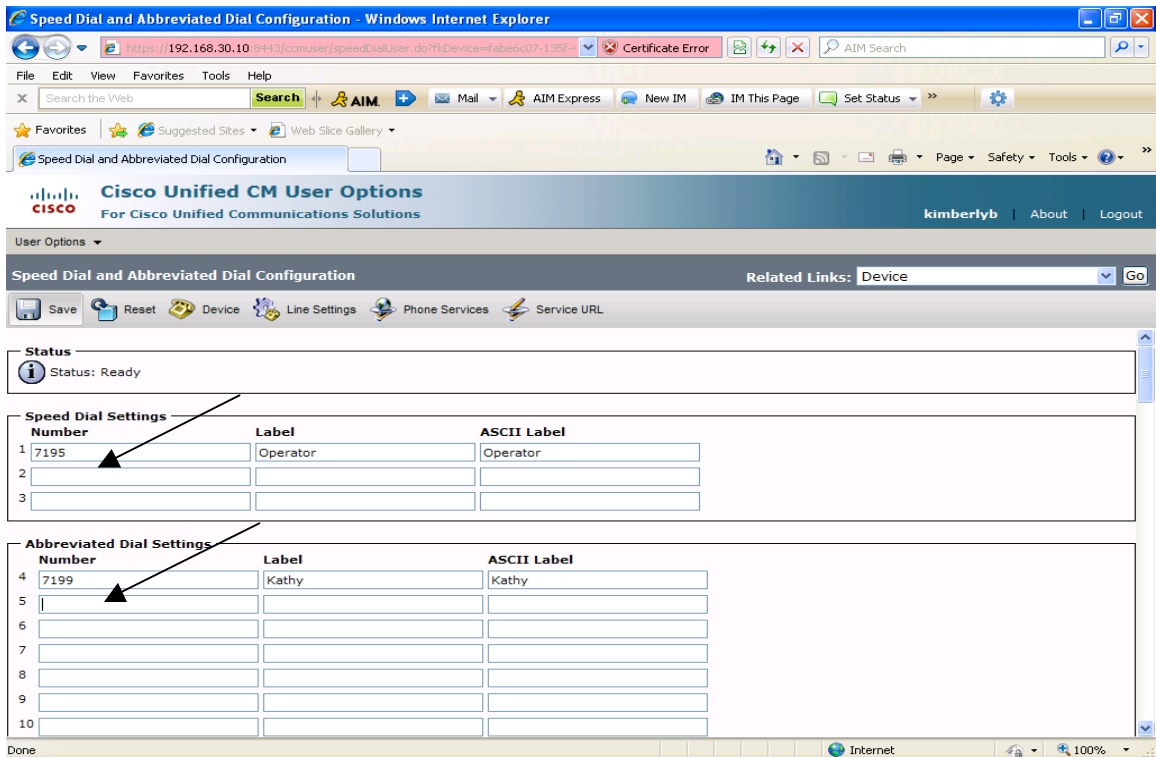 Speed Dial and Abbreviated Dial Configuration - Windows Internet Explorer
https://192.168.30.10:8443/ccmuser/speedDialUser.do?fkDevice=fabe6c07-135f- Certificate Error AIM Search
File Edit View Favorites Tools Help
x Search the Web Search AIM Mail AIM Express New IM IM This Page Set Status »
Favorites Suggested Sites Web Slice Gallery
Speed Dial and Abbreviated Dial Configuration Page Safety Tools »
CISCO Cisco Unified CM User Options
For Cisco Unified Communications Solutions kimberlyb | About | Logout
User Options
Speed Dial and Abbreviated Dial Configuration Related Links: Device Go
Save Reset Device Line Settings Phone Services Service URL
Status
i Status: Ready
Speed Dial Settings
Number Label ASCII Label
1 7195 Operator Operator
2
3
Abbreviated Dial Settings
Number Label ASCII Label
4 7199 Kathy Kathy
5
6
7
8
9
10
Done Internet 100%